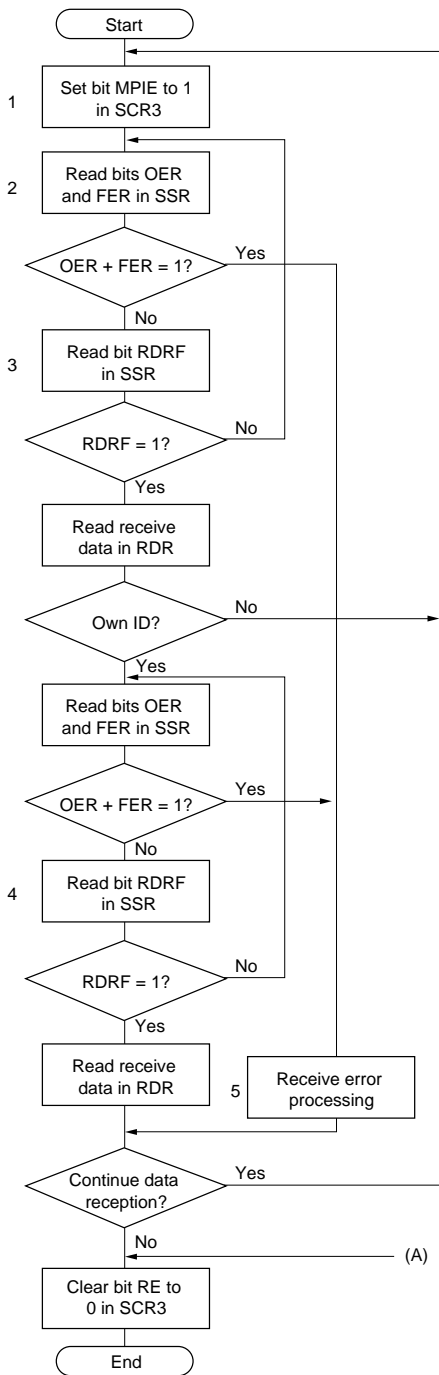 Start
1
Set bit MPIE to 1
in SCR3
2
Read bits OER
and FER in SSR
OER + FER = 1?
Yes
No
3
Read bit RDRF
in SSR
RDRF = 1?
No
Yes
Read receive
data in RDR
Own ID?
No
Yes
Read bits OER
and FER in SSR
OER + FER = 1?
Yes
No
4
Read bit RDRF
in SSR
RDRF = 1?
No
Yes
Read receive
data in RDR
5
Receive error
processing
Continue data
reception?
Yes
No
(A)
Clear bit RE to
0 in SCR3
End